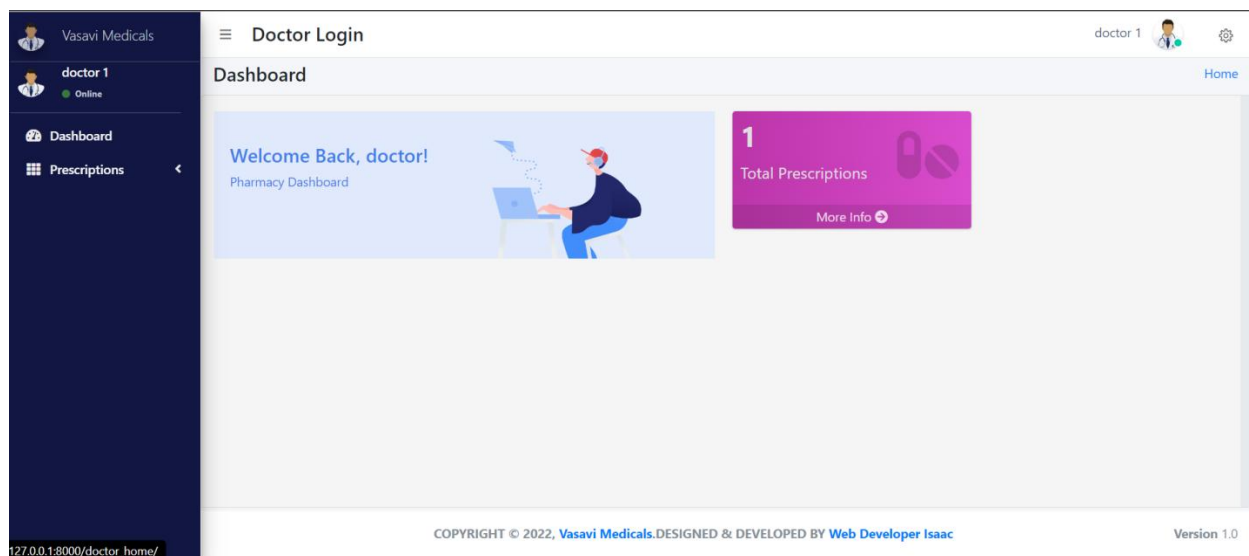 Vasavi Medicals
Doctor Login
doctor 1
doctor 1
Online
Dashboard
Home
Dashboard
Prescriptions
Welcome Back, doctor!
Pharmacy Dashboard
1
Total Prescriptions
More Info
COPYRIGHT © 2022, Vasavi Medicals.DESIGNED & DEVELOPED BY Web Developer Isaac
Version 1.0
127.0.0.1:8000/doctor_home/